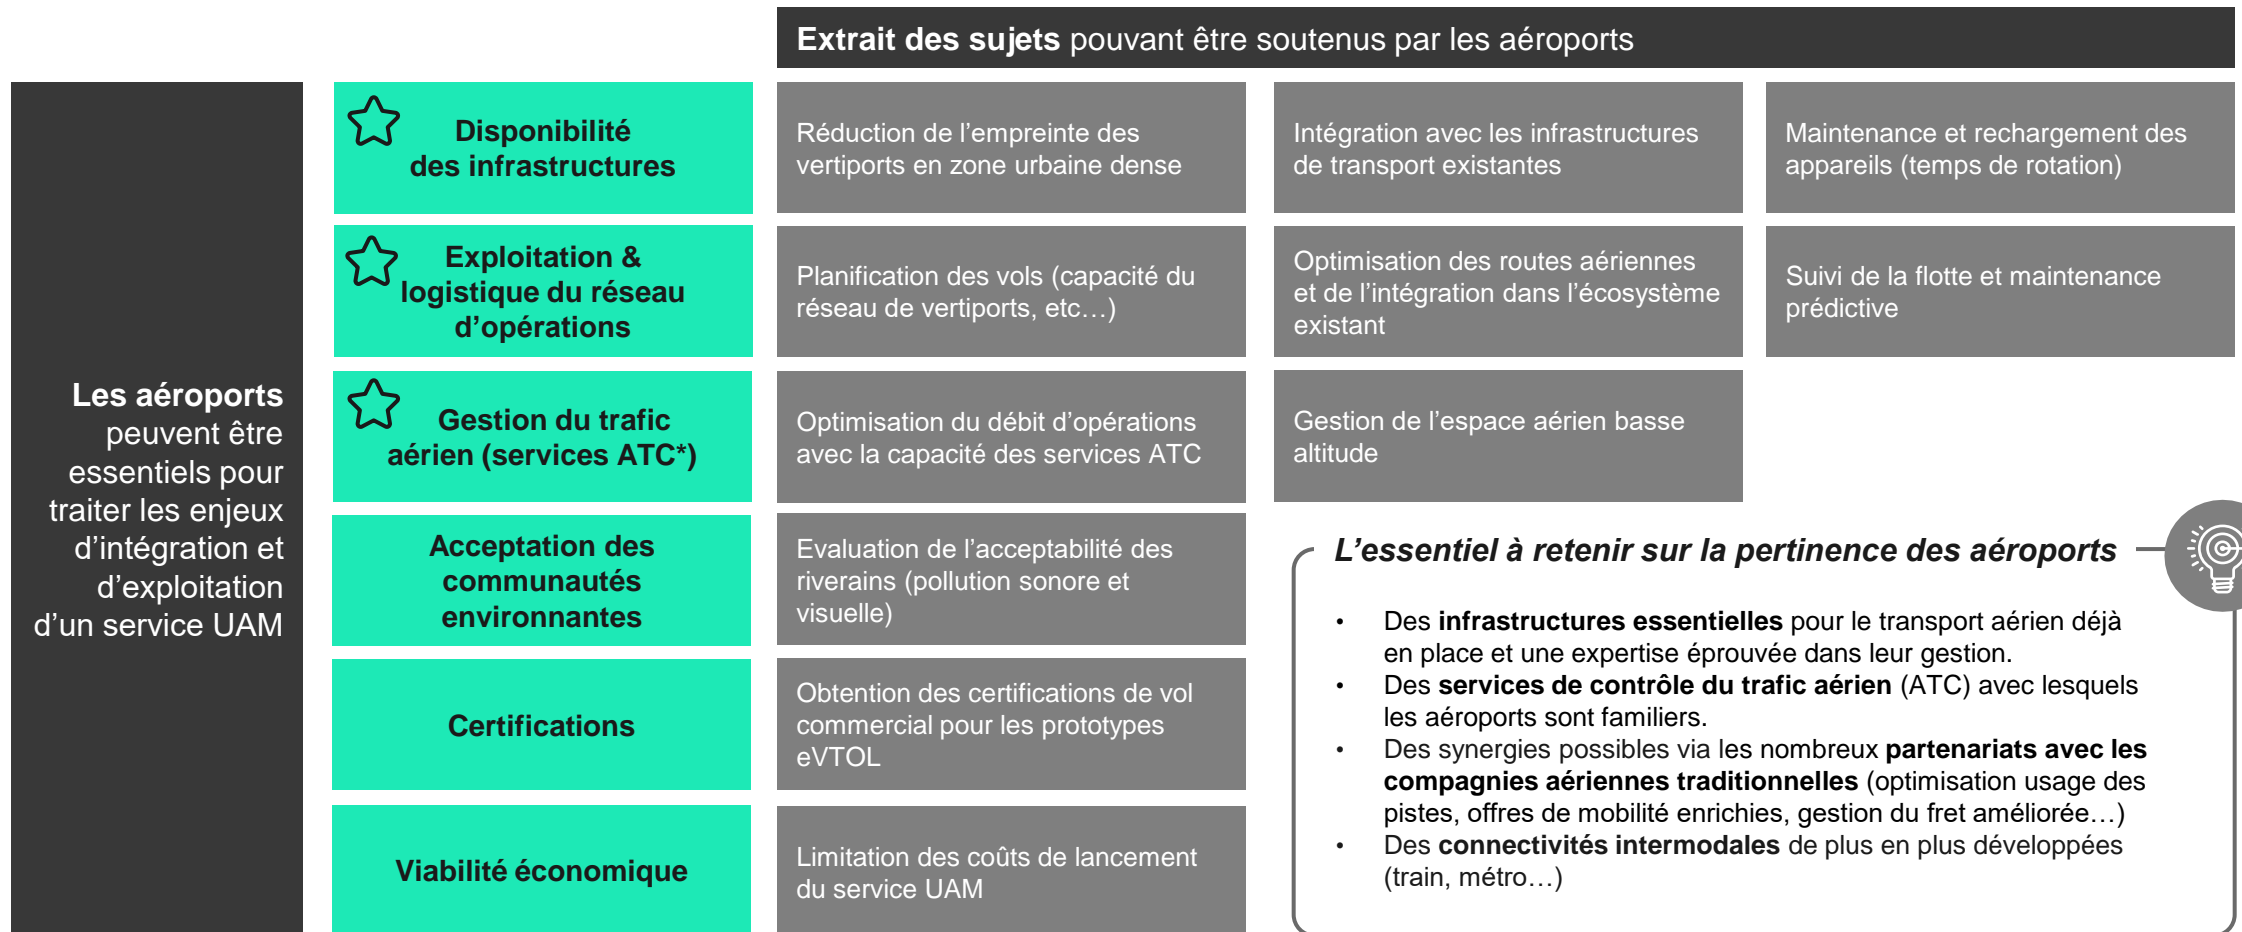 Extrait des sujets pouvant être soutenus par les aéroports
Les aéroports
peuvent être
essentiels pour
traiter les enjeux
d’intégration et
d’exploitation
d’un service UAM
Disponibilité
des infrastructures
Réduction de l’empreinte des
vertiports en zone urbaine dense
Intégration avec les infrastructures
de transport existantes
Maintenance et rechargement des
appareils (temps de rotation)
Exploitation &
logistique du réseau
d’opérations
Planification des vols (capacité du
réseau de vertiports, etc…)
Optimisation des routes aériennes
et de l’intégration dans l’écosystème
existant
Suivi de la flotte et maintenance
prédictive
Gestion du trafic
aérien (services ATC*)
Optimisation du débit d’opérations
avec la capacité des services ATC
Gestion de l’espace aérien basse
altitude
Acceptation des
communautés
environnantes
Evaluation de l’acceptabilité des
riverains (pollution sonore et
visuelle)
Certifications
Obtention des certifications de vol
commercial pour les prototypes
eVTOL
Viabilité économique
Limitation des coûts de lancement
du service UAM
L’essentiel à retenir sur la pertinence des aéroports
• Des infrastructures essentielles pour le transport aérien déjà
en place et une expertise éprouvée dans leur gestion.
• Des services de contrôle du trafic aérien (ATC) avec lesquels
les aéroports sont familiers.
• Des synergies possibles via les nombreux partenariats avec les
compagnies aériennes traditionnelles (optimisation usage des
pistes, offres de mobilité enrichies, gestion du fret améliorée…)
• Des connectivités intermodales de plus en plus développées
(train, métro…)